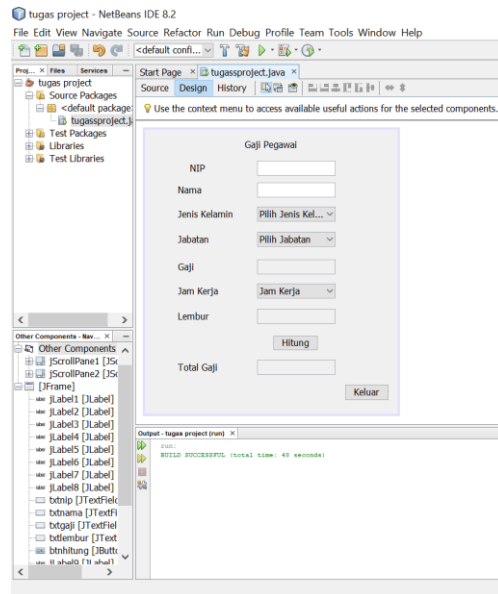 tugas project - NetBeans IDE 8.2
File Edit View Navigate Source Refactor Run Debug Profile Team Tools Window Help
<default confi...
Proj... × Files Services
Start Page × tugassproject.java ×
tugas project
Source Packages
<default package>
tugassproject.j
Test Packages
Libraries
Test Libraries
Source Design History
Use the context menu to access available useful actions for the selected components.
Gaji Pegawai
NIP
Nama
Jenis Kelamin Pilih Jenis Kel...
Jabatan Pilih Jabatan
Gaji
Jam Kerja Jam Kerja
Lembur
Hitung
Total Gaji
Keluar
Other Components - Nav... ×
Other Components
jScrollPane1 [JSc
jScrollPane2 [JSc
[JFrame]
jLabel1 [JLabel]
jLabel2 [JLabel]
jLabel3 [JLabel]
jLabel4 [JLabel]
jLabel5 [JLabel]
jLabel6 [JLabel]
jLabel7 [JLabel]
jLabel8 [JLabel]
txtnip [JTextField
txtnama [JTextFi
txtgaji [JTextFiel
txtlembur [JText
btnhitung [JButto
jLabel9 [JLabel]
Output - tugas project (run) ×
run:
BUILD SUCCESSFUL (total time: 48 seconds)